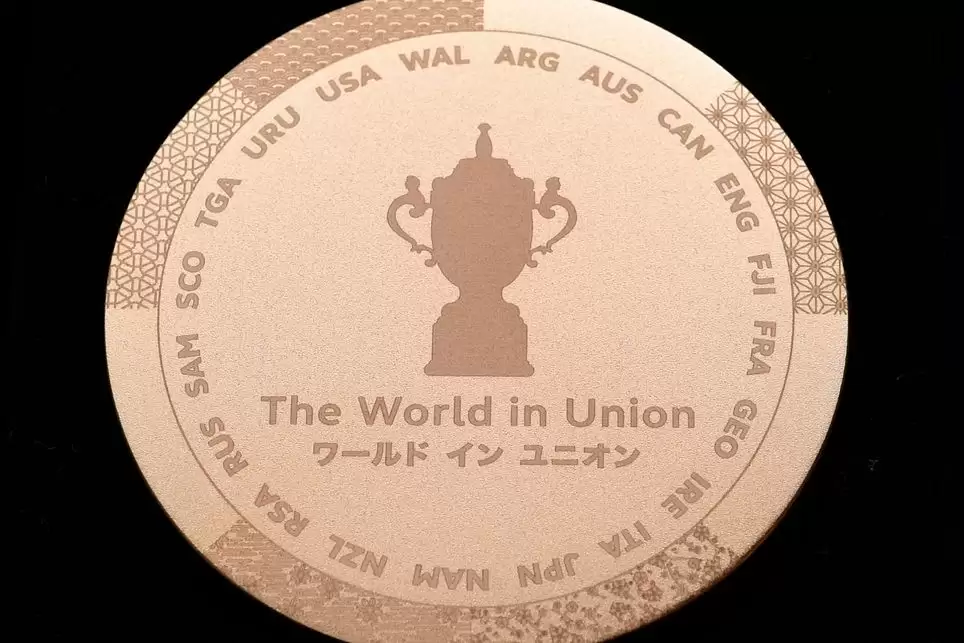 ARG AUS CAN ENG FJI FRA GEO IRE ITA JPN NAM NZL RSA RUS SAM SCO TGA URU USA WAL
The World in Union
ワールド イン ユニオン